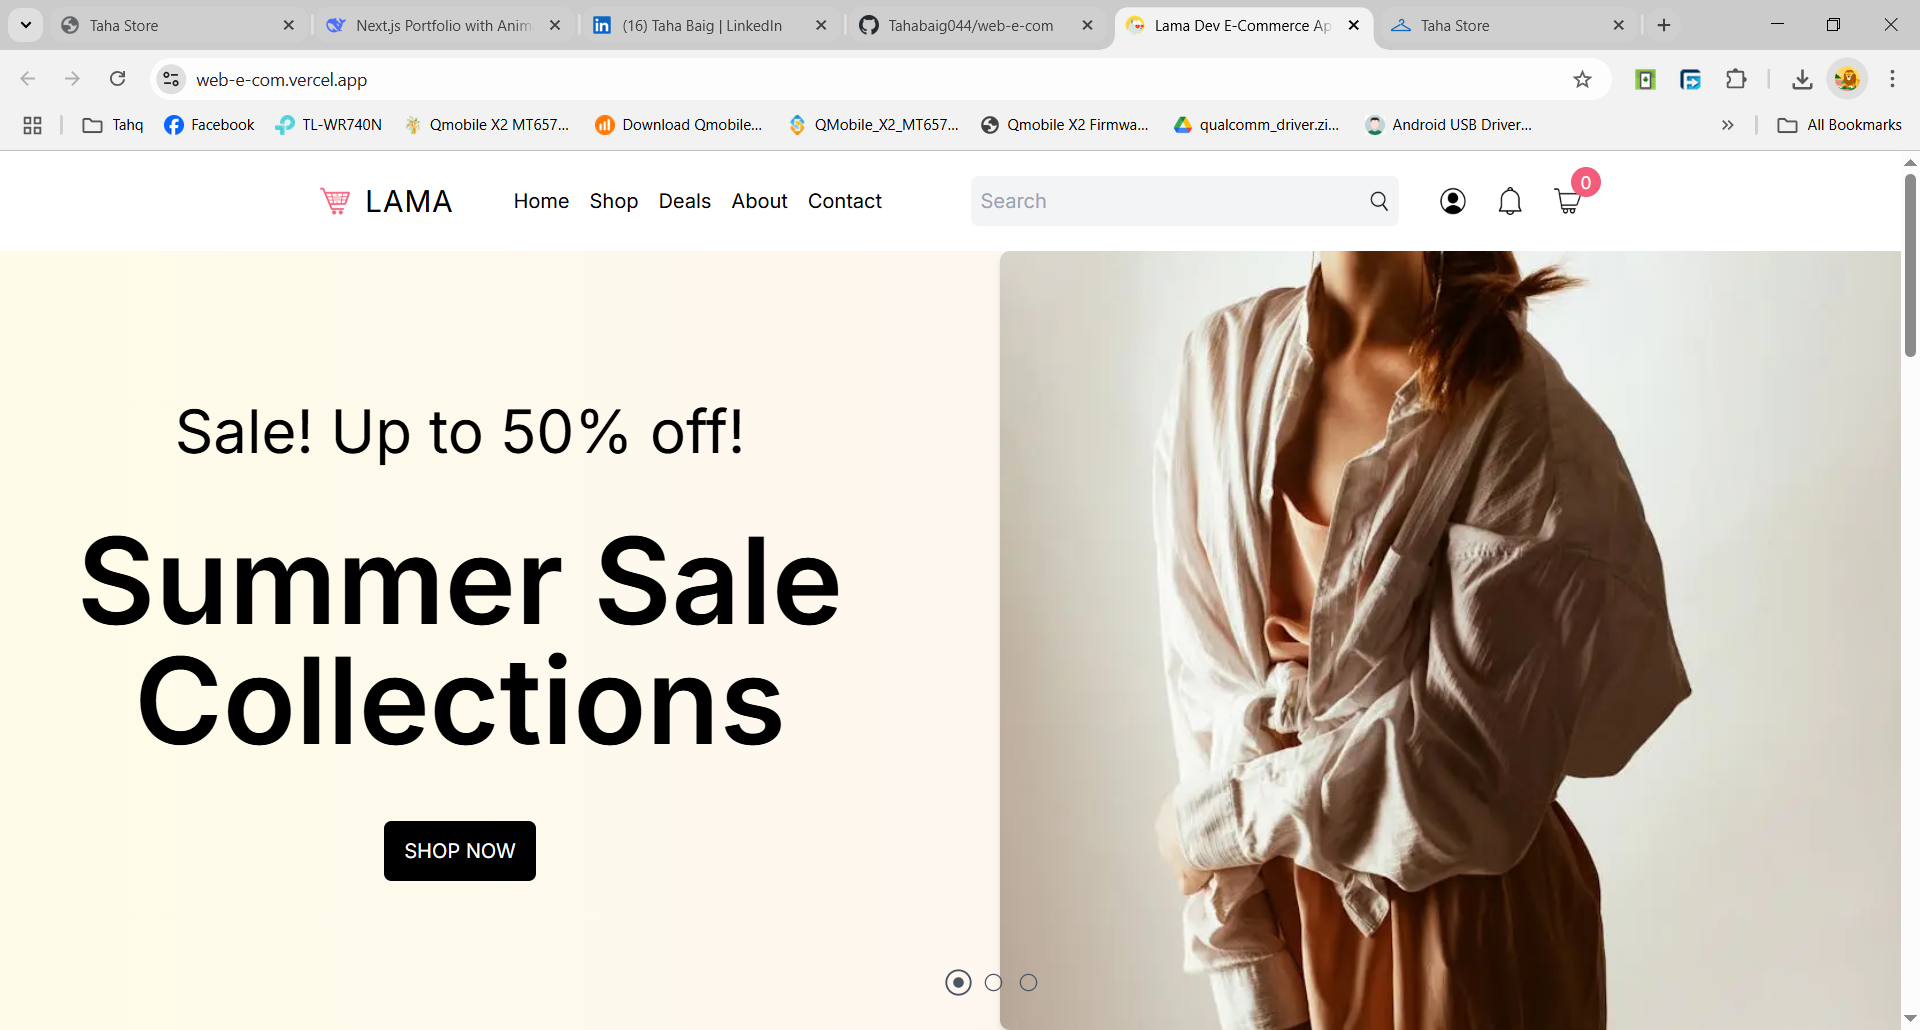 Taha Store
Next.js Portfolio with Anim
(16) Taha Baig | LinkedIn
Tahabaig044/web-e-com
Lama Dev E-Commerce Ap
Taha Store
web-e-com.vercel.app
Tahq
Facebook
TL-WR740N
Qmobile X2 MT657...
Download Qmobile...
QMobile_X2_MT657...
Qmobile X2 Firmwa...
qualcomm_driver.zi...
Android USB Driver...
All Bookmarks
LAMA
Home
Shop
Deals
About
Contact
Search
0
Sale! Up to 50% off!
Summer Sale
Collections
SHOP NOW